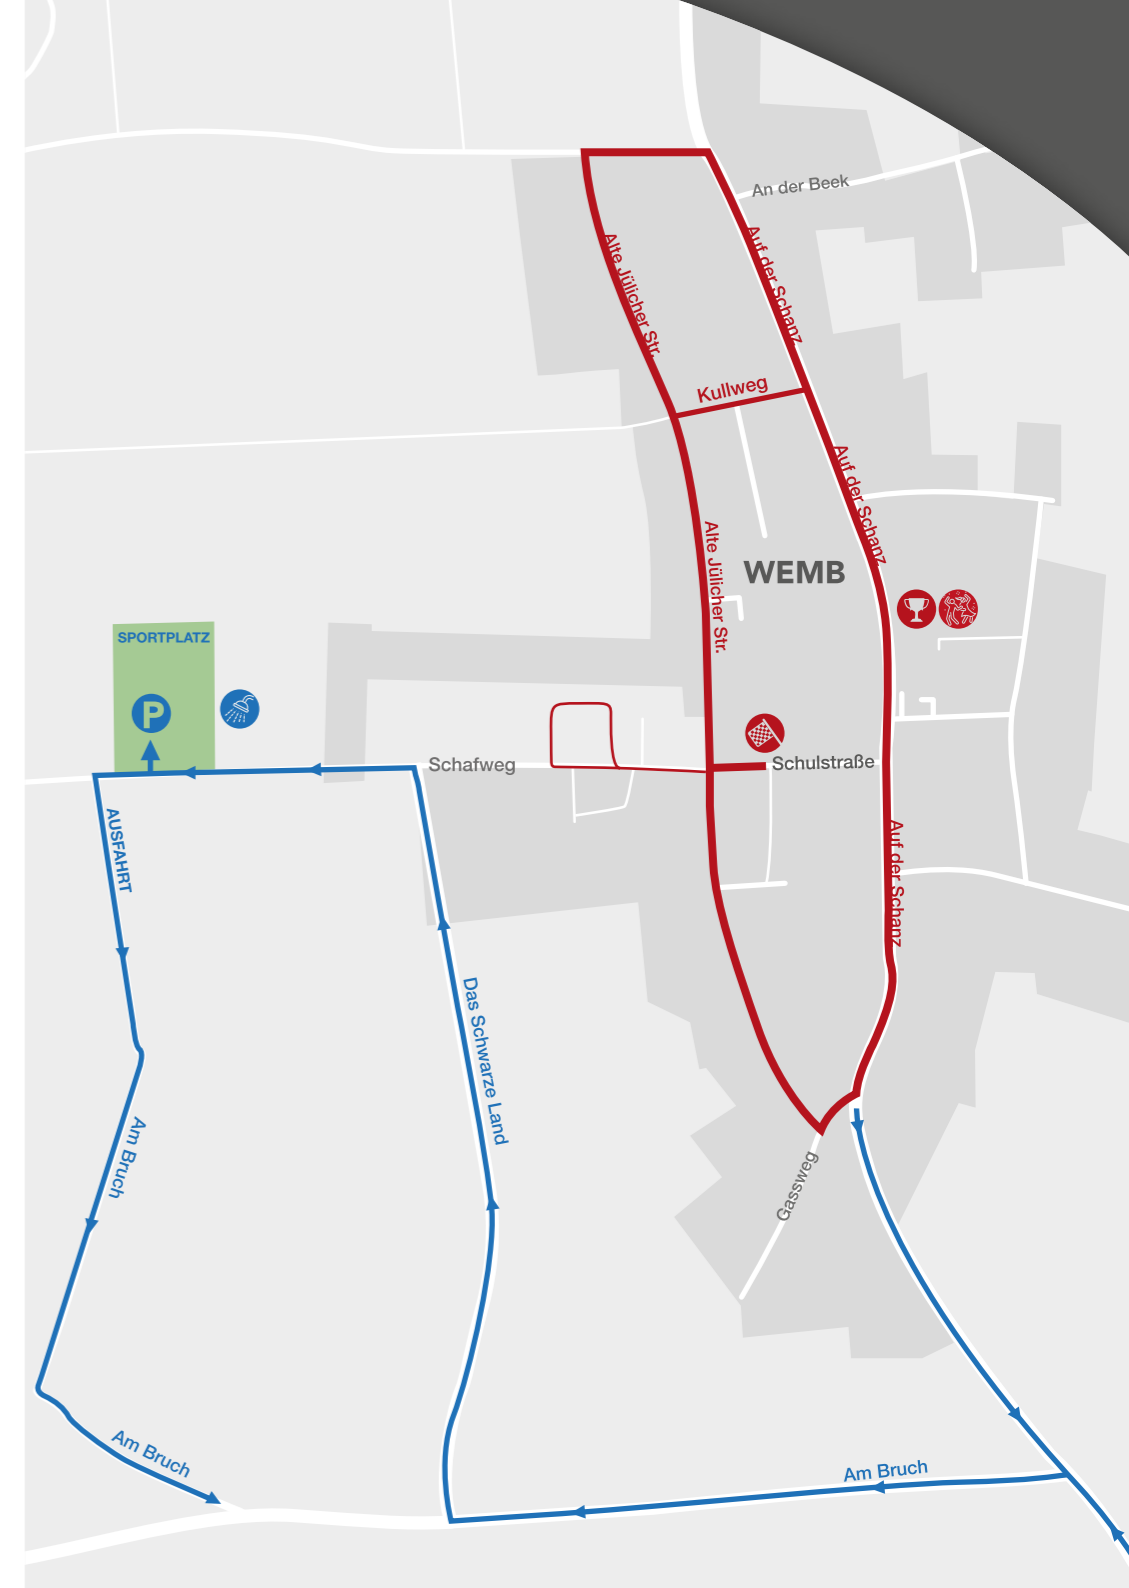 An der Beek
Alte Jülicher Str.
Auf der Schanz
Kullweg
Auf der Schanz
Alte Jülicher Str.
WEMB
SPORTPLATZ
P
Schafweg
Schulstraße
AUSFAHRT
Auf der Schanz
Das Schwarze Land
Am Bruch
Gassweg
Am Bruch
Am Bruch